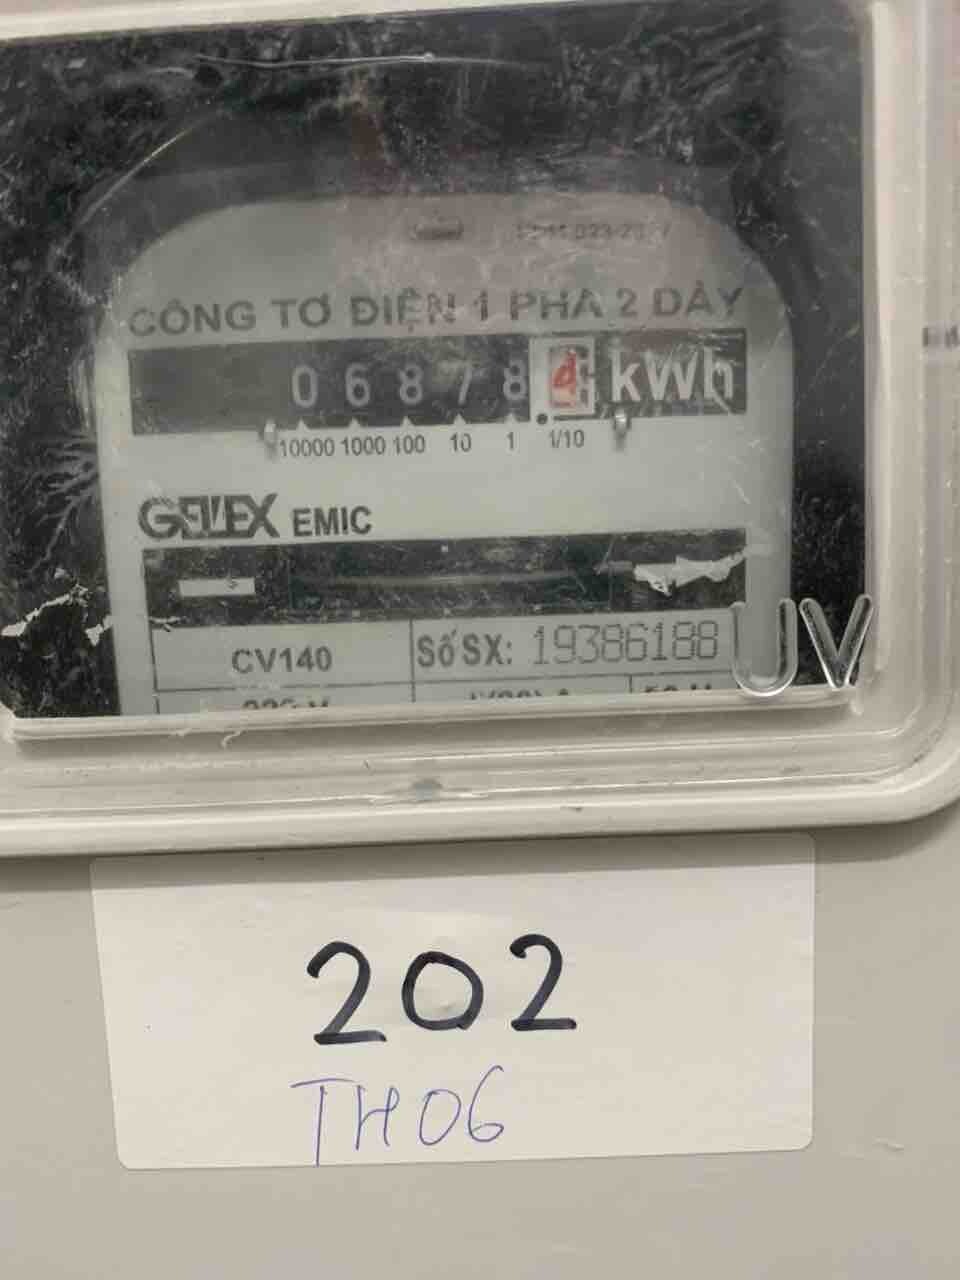 CÔNG TƠ ĐIỆN 1 PHA 2 DÂY
0 6 8 7 8 4 kWh
10000 1000 100 10 1 1/10
GELEX EMIC
CV140 Số SX: 19386188
UV
202
TH06